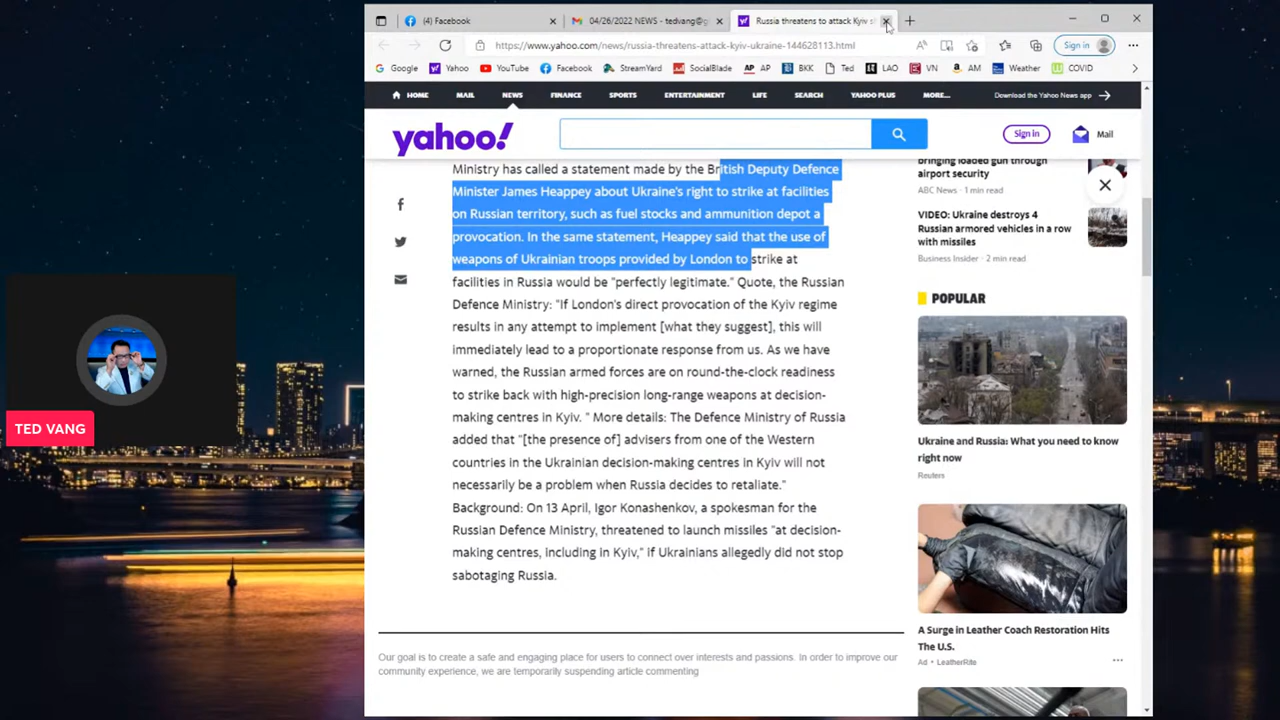 (4) Facebook
04/26/2022 NEWS - tedvang@g
Russia threatens to attack Kyiv
https://www.yahoo.com/news/russia-threatens-attack-kyiv-ukraine-144628113.html
Sign in
Google
Yahoo
YouTube
Facebook
StreamYard
SocialBlade
AP AP
BBC BKK
Ted
LAO
VN
AM
Weather
COVID
HOME
MAIL
NEWS
FINANCE
SPORTS
ENTERTAINMENT
LIFE
SEARCH
YAHOO PLUS
MORE...
Download the Yahoo News app
yahoo!
Sign in
Mail
Ministry has called a statement made by the British Deputy Defence
Minister James Heappey about Ukraine's right to strike at facilities
on Russian territory, such as fuel stocks and ammunition depot a
provocation. In the same statement, Heappey said that the use of
weapons of Ukrainian troops provided by London to strike at
facilities in Russia would be "perfectly legitimate." Quote, the Russian
Defence Ministry: "If London's direct provocation of the Kyiv regime
results in any attempt to implement [what they suggest], this will
immediately lead to a proportionate response from us. As we have
warned, the Russian armed forces are on round-the-clock readiness
to strike back with high-precision long-range weapons at decision-
making centres in Kyiv. " More details: The Defence Ministry of Russia
added that "[the presence of] advisers from one of the Western
countries in the Ukrainian decision-making centres in Kyiv will not
necessarily be a problem when Russia decides to retaliate."
Background: On 13 April, Igor Konashenkov, a spokesman for the
Russian Defence Ministry, threatened to launch missiles "at decision-
making centres, including in Kyiv," if Ukrainians allegedly did not stop
sabotaging Russia.
Our goal is to create a safe and engaging place for users to connect over interests and passions. In order to improve our
community experience, we are temporarily suspending article commenting
bringing loaded gun through
airport security
ABC News · 1 min read
VIDEO: Ukraine destroys 4
Russian armored vehicles in a row
with missiles
Business Insider · 2 min read
POPULAR
Ukraine and Russia: What you need to know
right now
Reuters
A Surge in Leather Coach Restoration Hits
The U.S.
Ad · LeatherRite
TED VANG